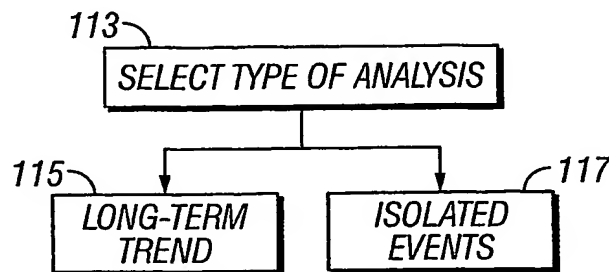 113
SELECT TYPE OF ANALYSIS
115
LONG-TERM
TREND
117
ISOLATED
EVENTS